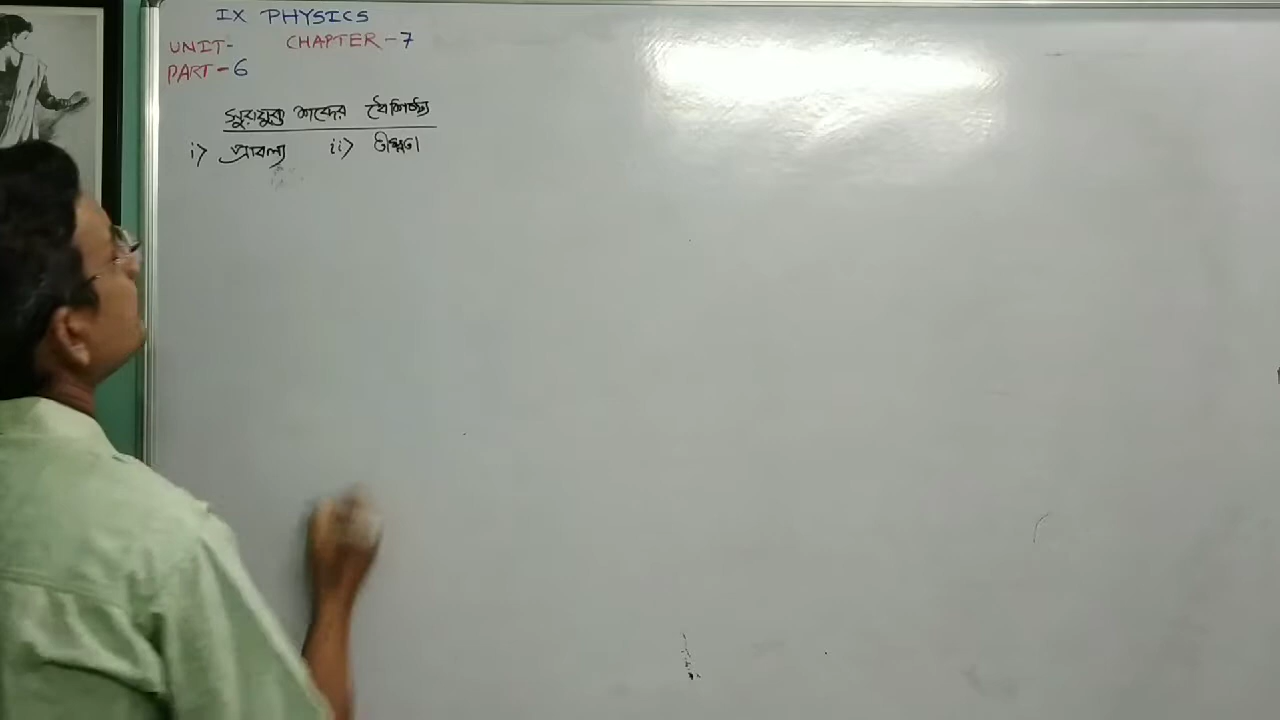 IX PHYSICS
UNIT- CHAPTER-7
PART-6
সুরযুক্ত শব্দের বৈশিষ্ট্য
i> প্রাবল্য ii> তীক্ষ্ণতা